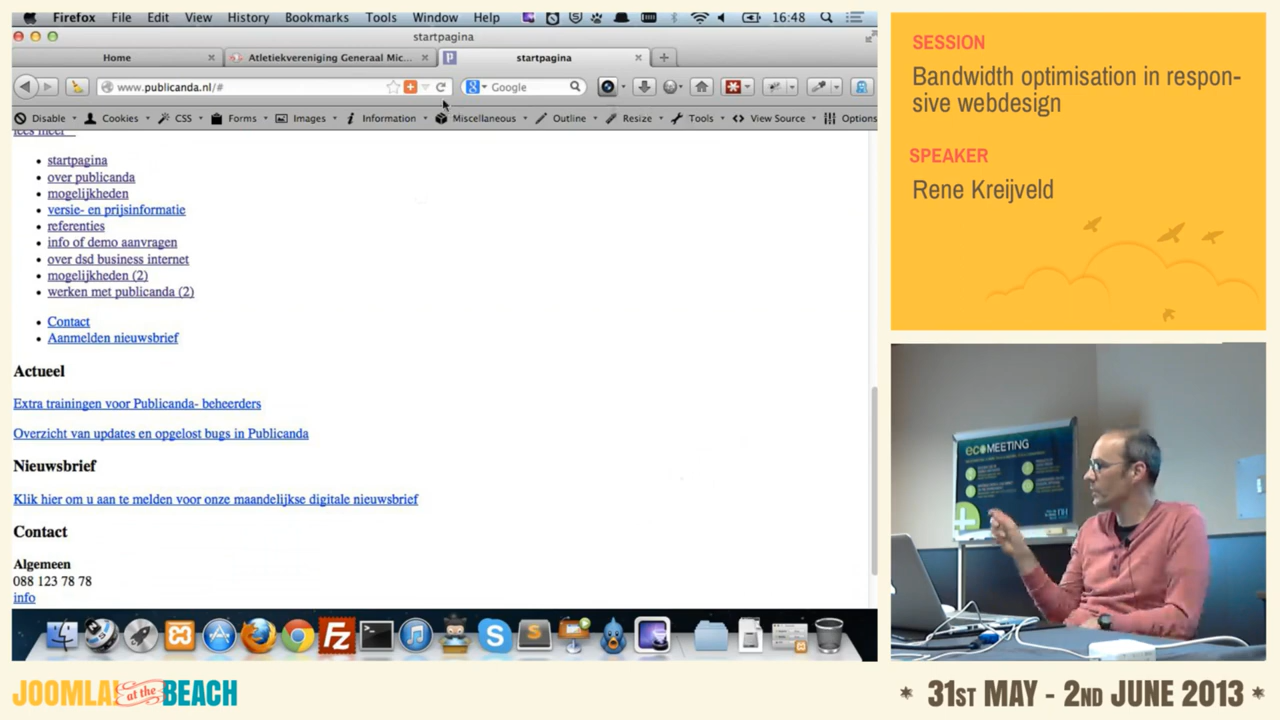 Firefox File Edit View History Bookmarks Tools Window Help 16:48
startpagina
Home Atletiekvereniging Generaal Mic... startpagina
www.publicanda.nl/# Google
Disable Cookies CSS Forms Images Information Miscellaneous Outline Resize Tools View Source Options
lees meer
startpagina
over publicanda
mogelijkheden
versie- en prijsinformatie
referenties
info of demo aanvragen
over dsd business internet
mogelijkheden (2)
werken met publicanda (2)
Contact
Aanmelden nieuwsbrief
Actueel
Extra trainingen voor Publicanda- beheerders
Overzicht van updates en opgelost bugs in Publicanda
Nieuwsbrief
Klik hier om u aan te melden voor onze maandelijkse digitale nieuwsbrief
Contact
Algemeen
088 123 78 78
info
SESSION
Bandwidth optimisation in respon-
sive webdesign
SPEAKER
Rene Kreijveld
ecoMEETING
JOOMLA! at the BEACH
* 31ST MAY - 2ND JUNE 2013 *